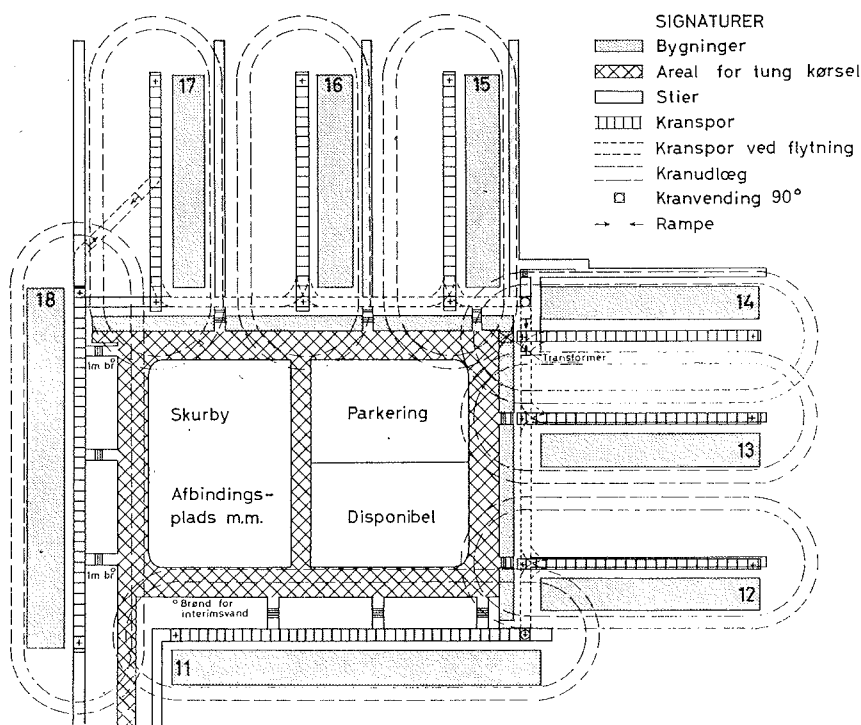 SIGNATURER
Bygninger
Areal for tung kørsel
Stier
Kranspor
Kranspor ved flytning
Kranudlæg
Kranvending 90°
Rampe
17
16
15
18
14
1m br
Transformer
Skurby
Parkering
13
Afbindings-
plads m.m.
Disponibel
1m br
12
Brønd for
interimsvand
11